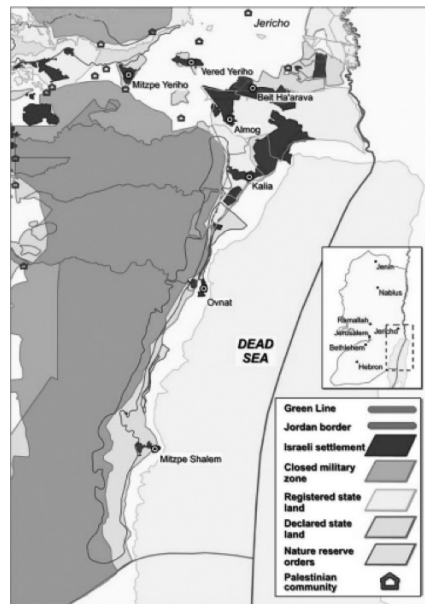 Jericho
Vered Yeriho
Mitzpe Yeriho
Beit Ha'arava
Almog
Kalia
Ovnat
DEAD
SEA
Mitzpe Shalem
Jenin
Nablus
Ramallah
Jerusalem
Jericho
Bethlehem
Hebron
Green Line
Jordan border
Israeli settlement
Closed military
zone
Registered state
land
Declared state
land
Nature reserve
orders
Palestinian
community